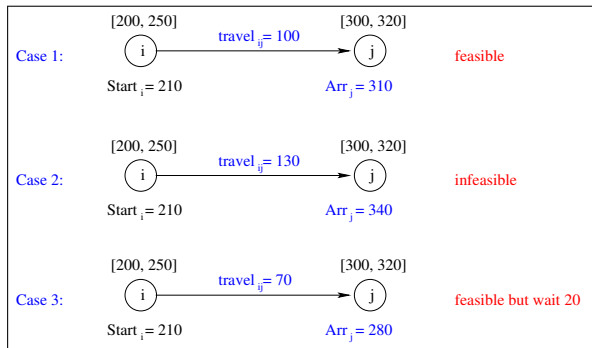 [200, 250] [300, 320]
travel ij = 100
Case 1: i j feasible
Start i = 210 Arr j = 310
[200, 250] [300, 320]
travel ij = 130
Case 2: i j infeasible
Start i = 210 Arr j = 340
[200, 250] [300, 320]
travel ij = 70
Case 3: i j feasible but wait 20
Start i = 210 Arr j = 280